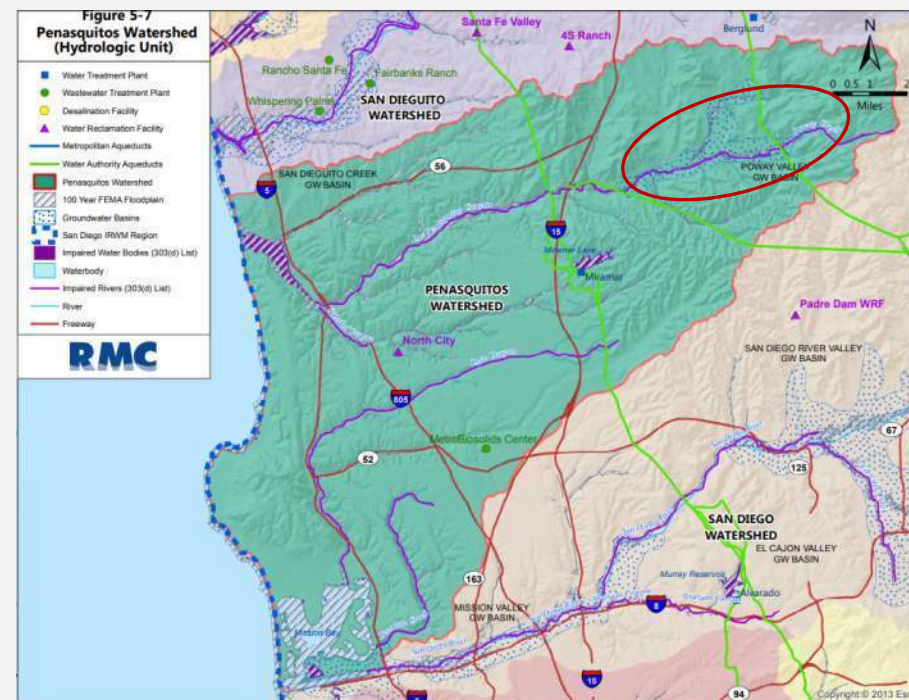 Figure 5-7
Penasquitos Watershed
(Hydrologic Unit)
Water Treatment Plant
Wastewater Treatment Plant
Desalination Facility
Water Reclamation Facility
Metropolitan Aqueducts
Water Authority Aqueducts
Penasquitos Watershed
100 Year FEMA Floodplain
Groundwater Basins
San Diego IRWM Region
Impaired Water Bodies (303(d) List)
Waterbody
Impaired Rivers (303(d) List)
River
Freeway
RMC
Santa Fe Valley
Berglund
N
4S Ranch
Rancho Santa Fe
Fairbanks Ranch
0 0.5 1 2
Miles
Whispering Palms
SAN DIEGUITO
WATERSHED
56
SAN DIEGUITO CREEK
GW BASIN
5
POWAY VALLEY
GW BASIN
15
Miramar
PENASQUITOS
WATERSHED
Padre Dam WRF
North City
SAN DIEGO RIVER VALLEY
GW BASIN
805
67
MetroBiosolids Center
52
125
SAN DIEGO
WATERSHED
EL CAJON VALLEY
GW BASIN
163
Murray Reservoir
Alvarado
MISSION VALLEY
GW BASIN
8
Mission Bay
San Diego River
15
94
Copyright:© 2013 Es